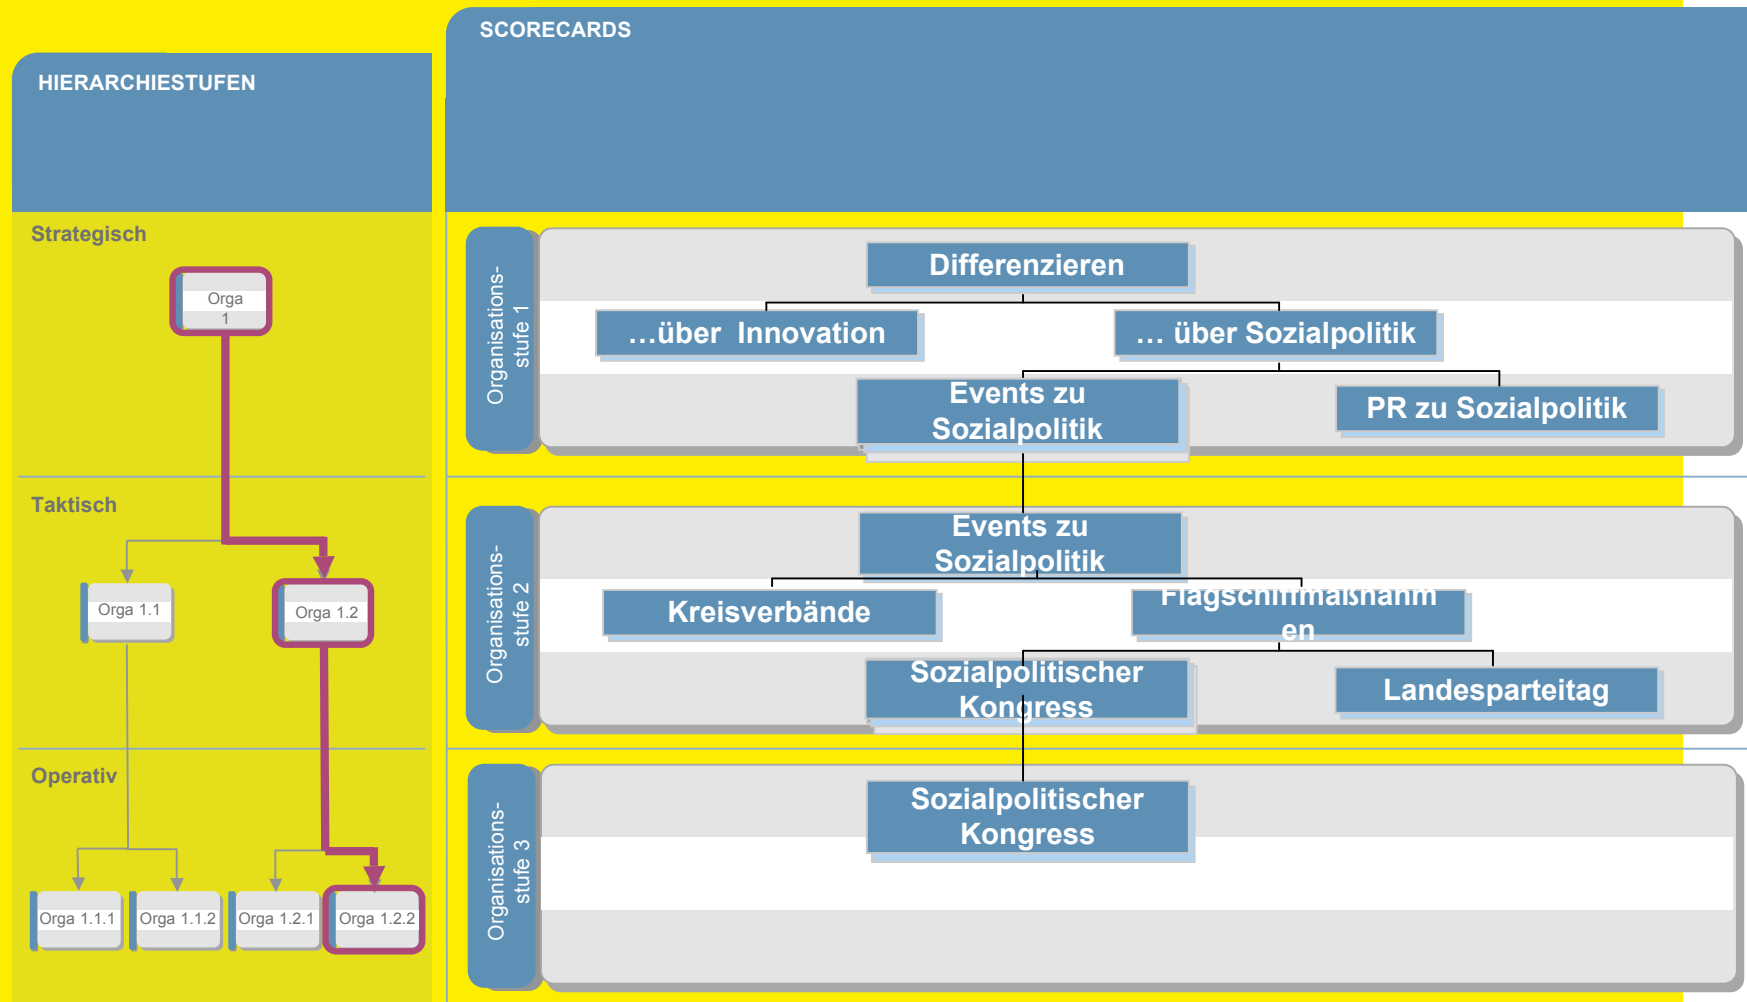 SCORECARDS
HIERARCHIESTUFEN
Strategisch
Orga
1
Organisations-
stufe 1
Differenzieren
…über  Innovation
… über Sozialpolitik
Events zu
Sozialpolitik
PR zu Sozialpolitik
Taktisch
Orga 1.1
Orga 1.2
Organisations-
stufe 2
Events zu
Sozialpolitik
Kreisverbände
Flagschiffmaßnahm
en
Sozialpolitischer
Kongress
Landesparteitag
Operativ
Orga 1.1.1
Orga 1.1.2
Orga 1.2.1
Orga 1.2.2
Organisations-
stufe 3
Sozialpolitischer
Kongress